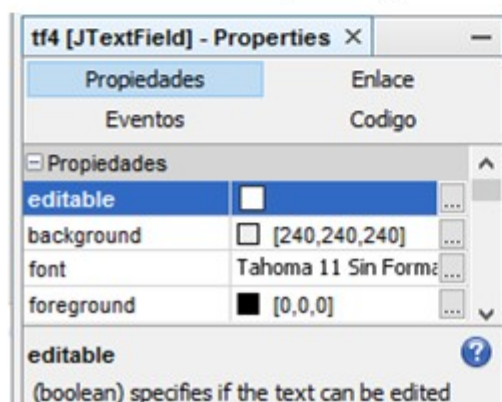 tf4 [JTextField] - Properties
Propiedades Enlace
Eventos Codigo
Propiedades
editable
background [240,240,240] ...
font Tahoma 11 Sin Forma ...
foreground [0,0,0] ...
editable
(boolean) specifies if the text can be edited